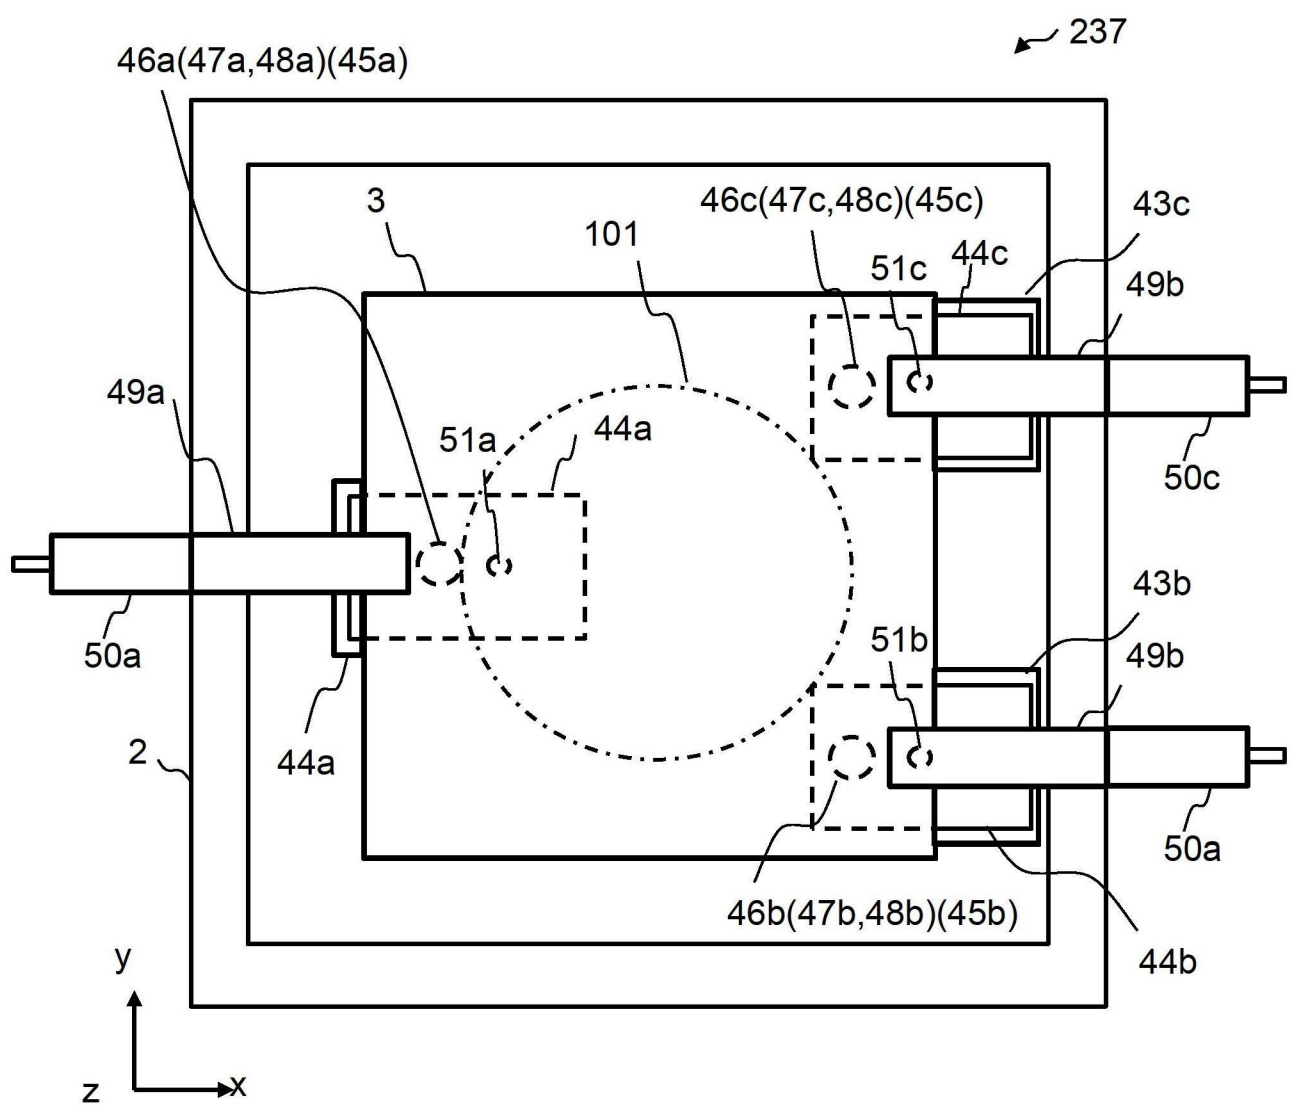 237
46a(47a,48a)(45a)
3
46c(47c,48c)(45c)
43c
101
51c
44c
49b
49a
51a
44a
50c
43b
50a
51b
49b
2
44a
50a
46b(47b,48b)(45b)
44b
y
z
x